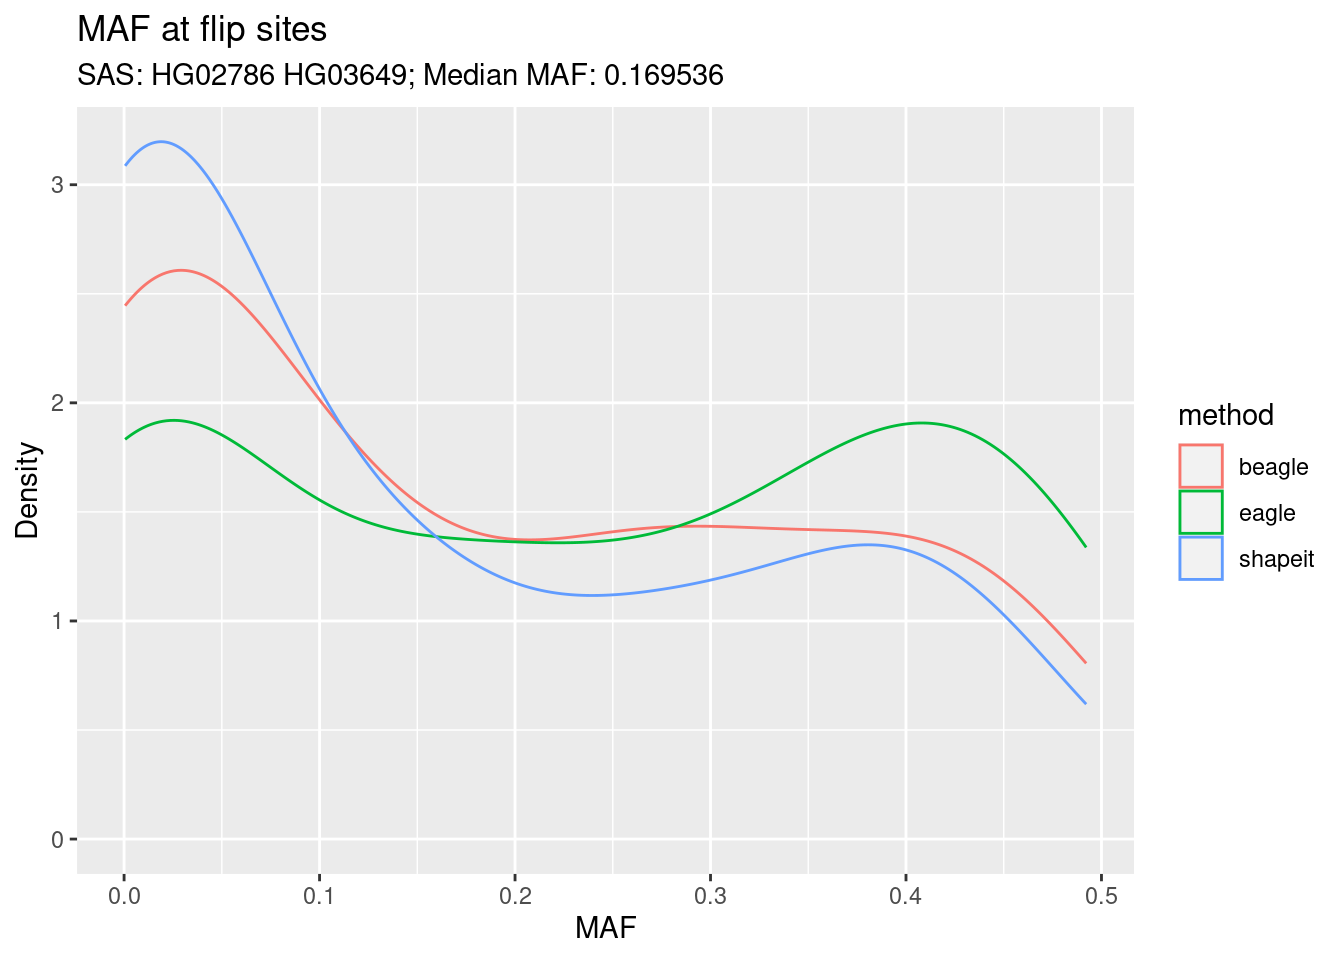 MAF at flip sites
SAS: HG02786 HG03649; Median MAF: 0.169536
3
2
1
0
Density
0.0 0.1 0.2 0.3 0.4 0.5
MAF
method
beagle
eagle
shapeit